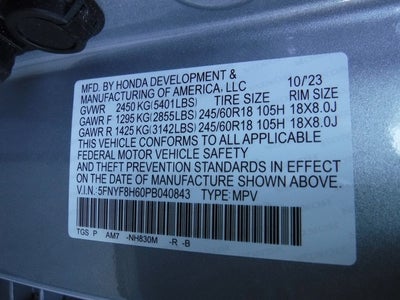 MFD. BY HONDA DEVELOPMENT &
MANUFACTURING OF AMERICA, LLC 10/'23
GVWR 2450 KG(5401LBS) TIRE SIZE RIM SIZE
GAWR F 1295 KG(2855LBS) 245/60R18 105H 18X8.0J
GAWR R 1425 KG(3142LBS) 245/60R18 105H 18X8.0J
THIS VEHICLE CONFORMS TO ALL APPLICABLE
FEDERAL MOTOR VEHICLE SAFETY
AND THEFT PREVENTION STANDARDS IN EFFECT
ON THE DATE OF MANUFACTURE SHOWN ABOVE.
V.I.N.: 5FNYF8H60PB040843 TYPE: MPV
TGS P AM7 -NH830M -R -B